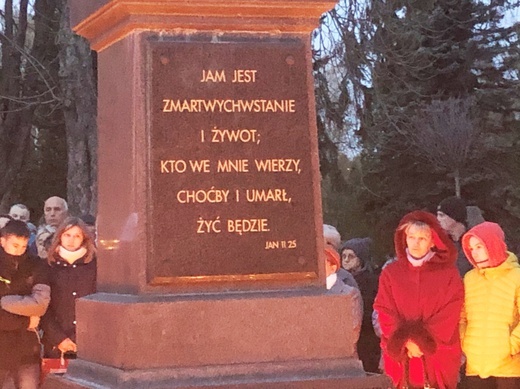 JAM JEST
ZMARTWYCHWSTANIE
I ŻYWOT;
KTO WE MNIE WIERZY,
CHOĆBY I UMARŁ,
ŻYĆ BĘDZIE.
JAN 11 25